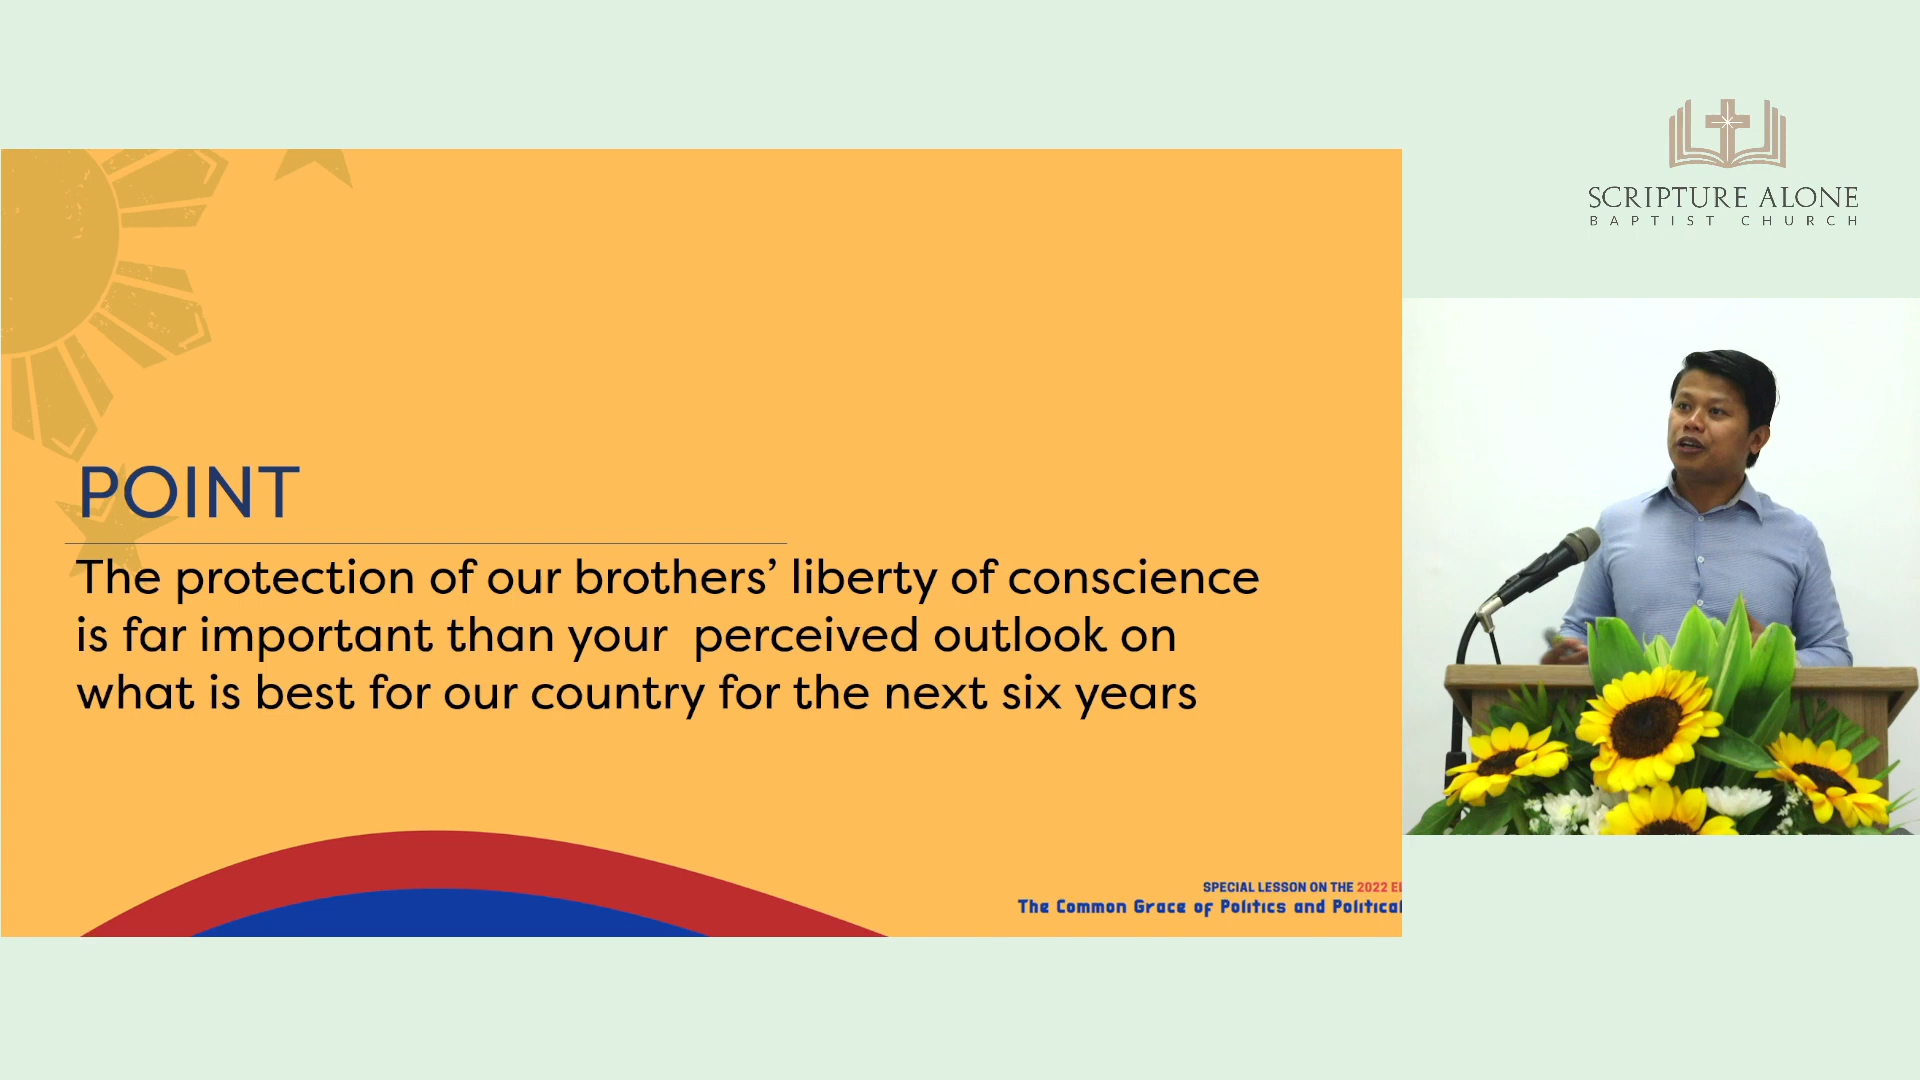 SCRIPTURE ALONE
BAPTIST CHURCH
POINT
The protection of our brothers’ liberty of conscience
is far important than your  perceived outlook on
what is best for our country for the next six years
SPECIAL LESSON ON THE 2022
The Common Grace of Politics and Political